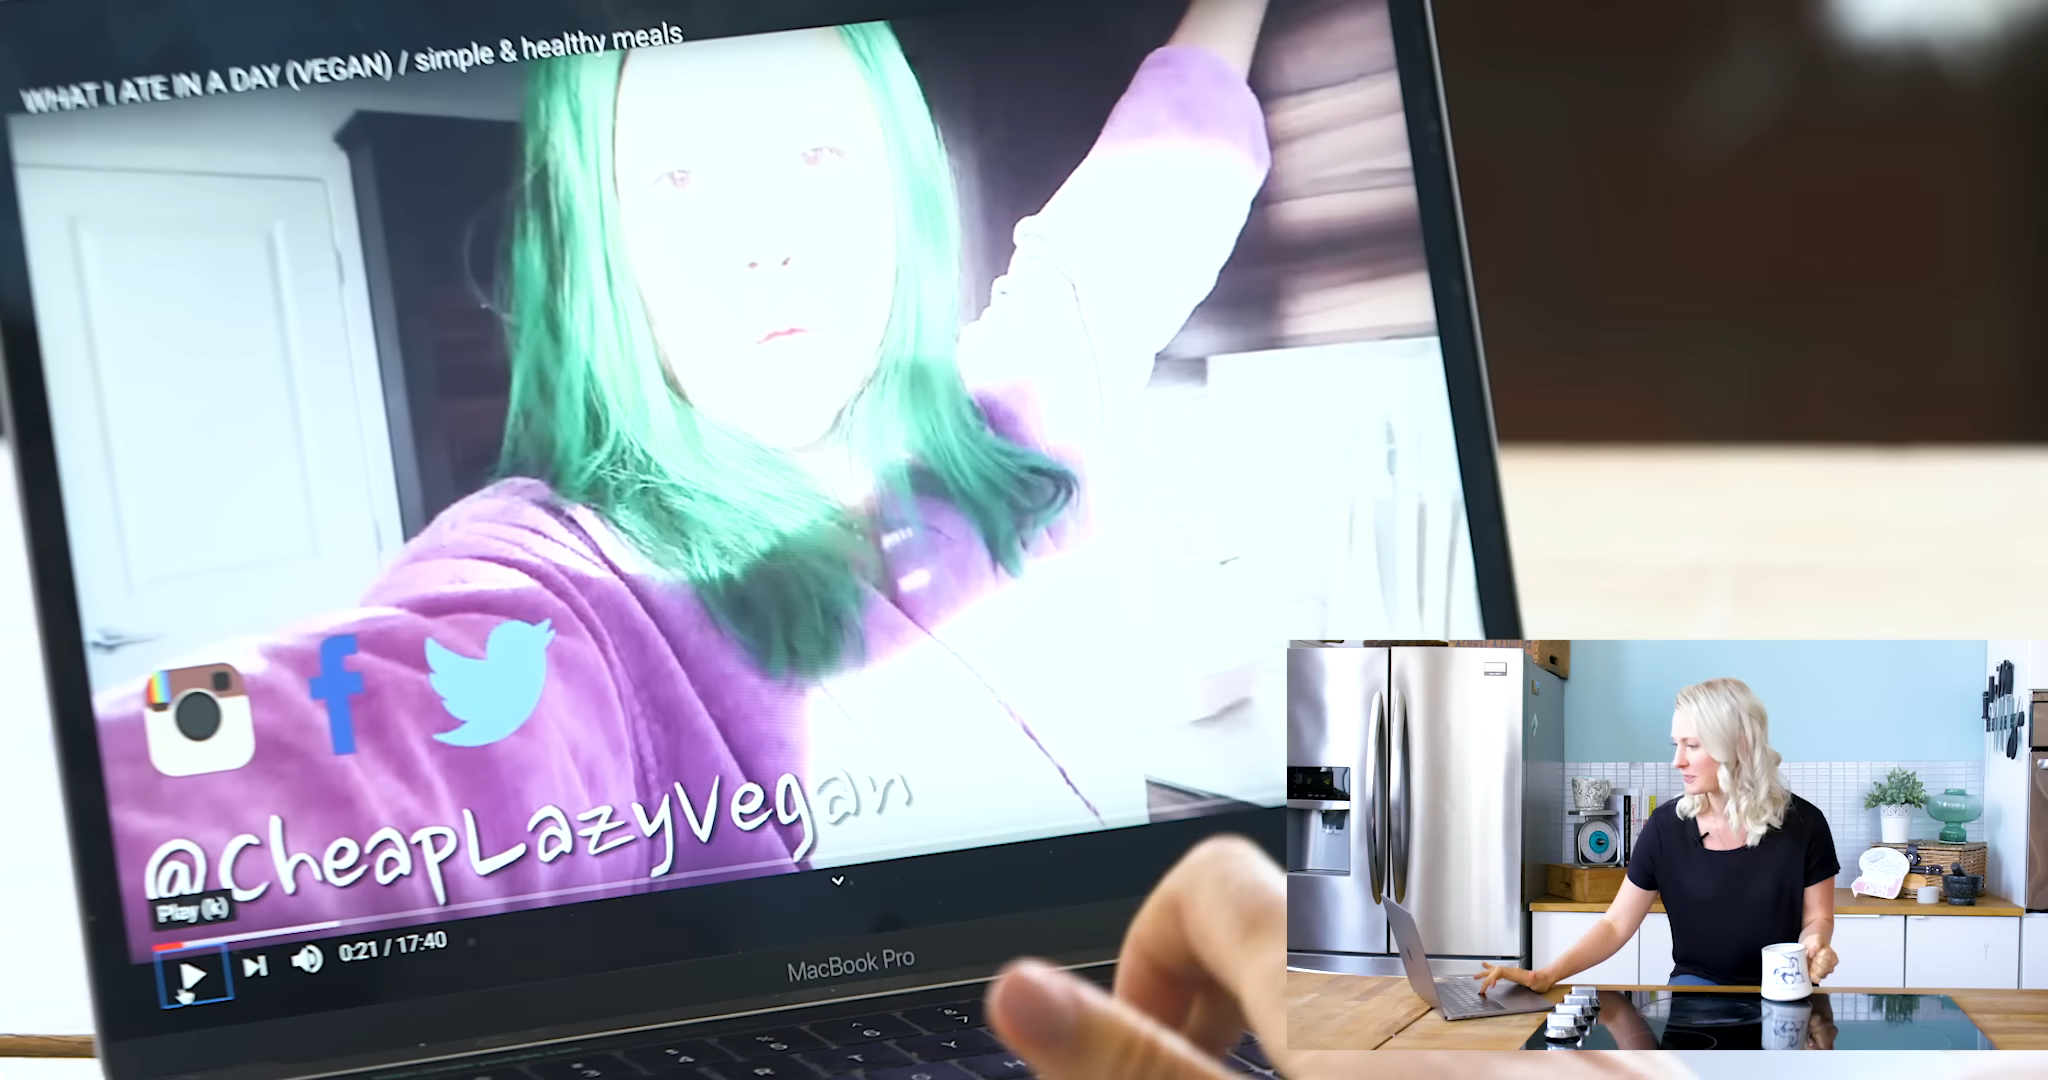 WHAT I ATE IN A DAY (VEGAN) / simple & healthy meals
@CheapLazyVegan
Play (k)
0:21 / 17:40
MacBook Pro